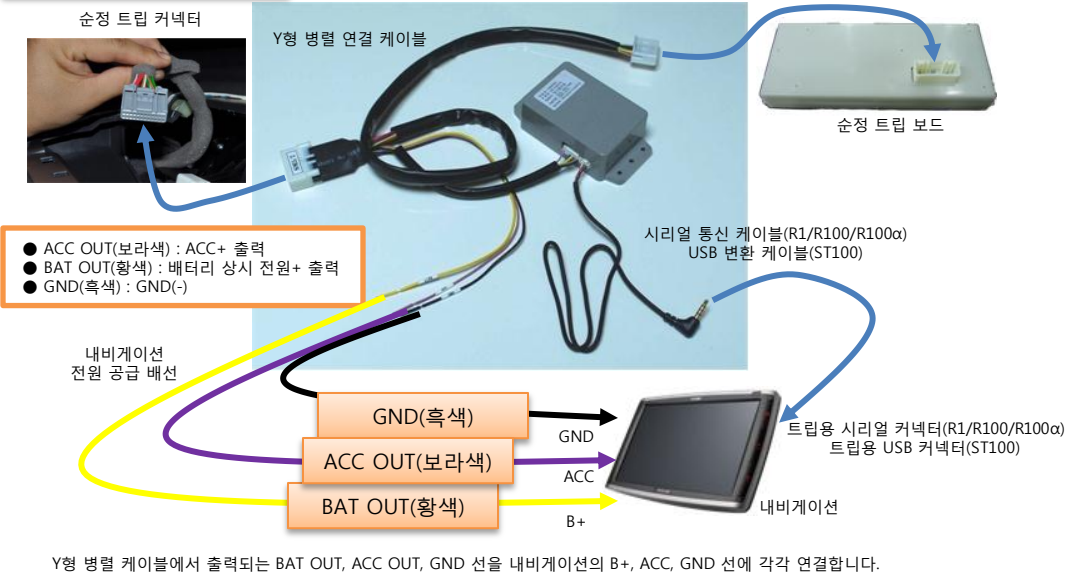 순정 트립 커넥터
Y형 병렬 연결 케이블
순정 트립 보드
● ACC OUT(보라색) : ACC+ 출력
● BAT OUT(황색) : 배터리 상시 전원+ 출력
● GND(흑색) : GND(-)
시리얼 통신 케이블(R1/R100/R100α)
USB 변환 케이블(ST100)
내비게이션
전원 공급 배선
GND(흑색)
GND
ACC OUT(보라색)
ACC
BAT OUT(황색)
B+
트립용 시리얼 커넥터(R1/R100/R100α)
트립용 USB 커넥터(ST100)
내비게이션
Y형 병렬 케이블에서 출력되는 BAT OUT, ACC OUT, GND 선을 내비게이션의 B+, ACC, GND 선에 각각 연결합니다.